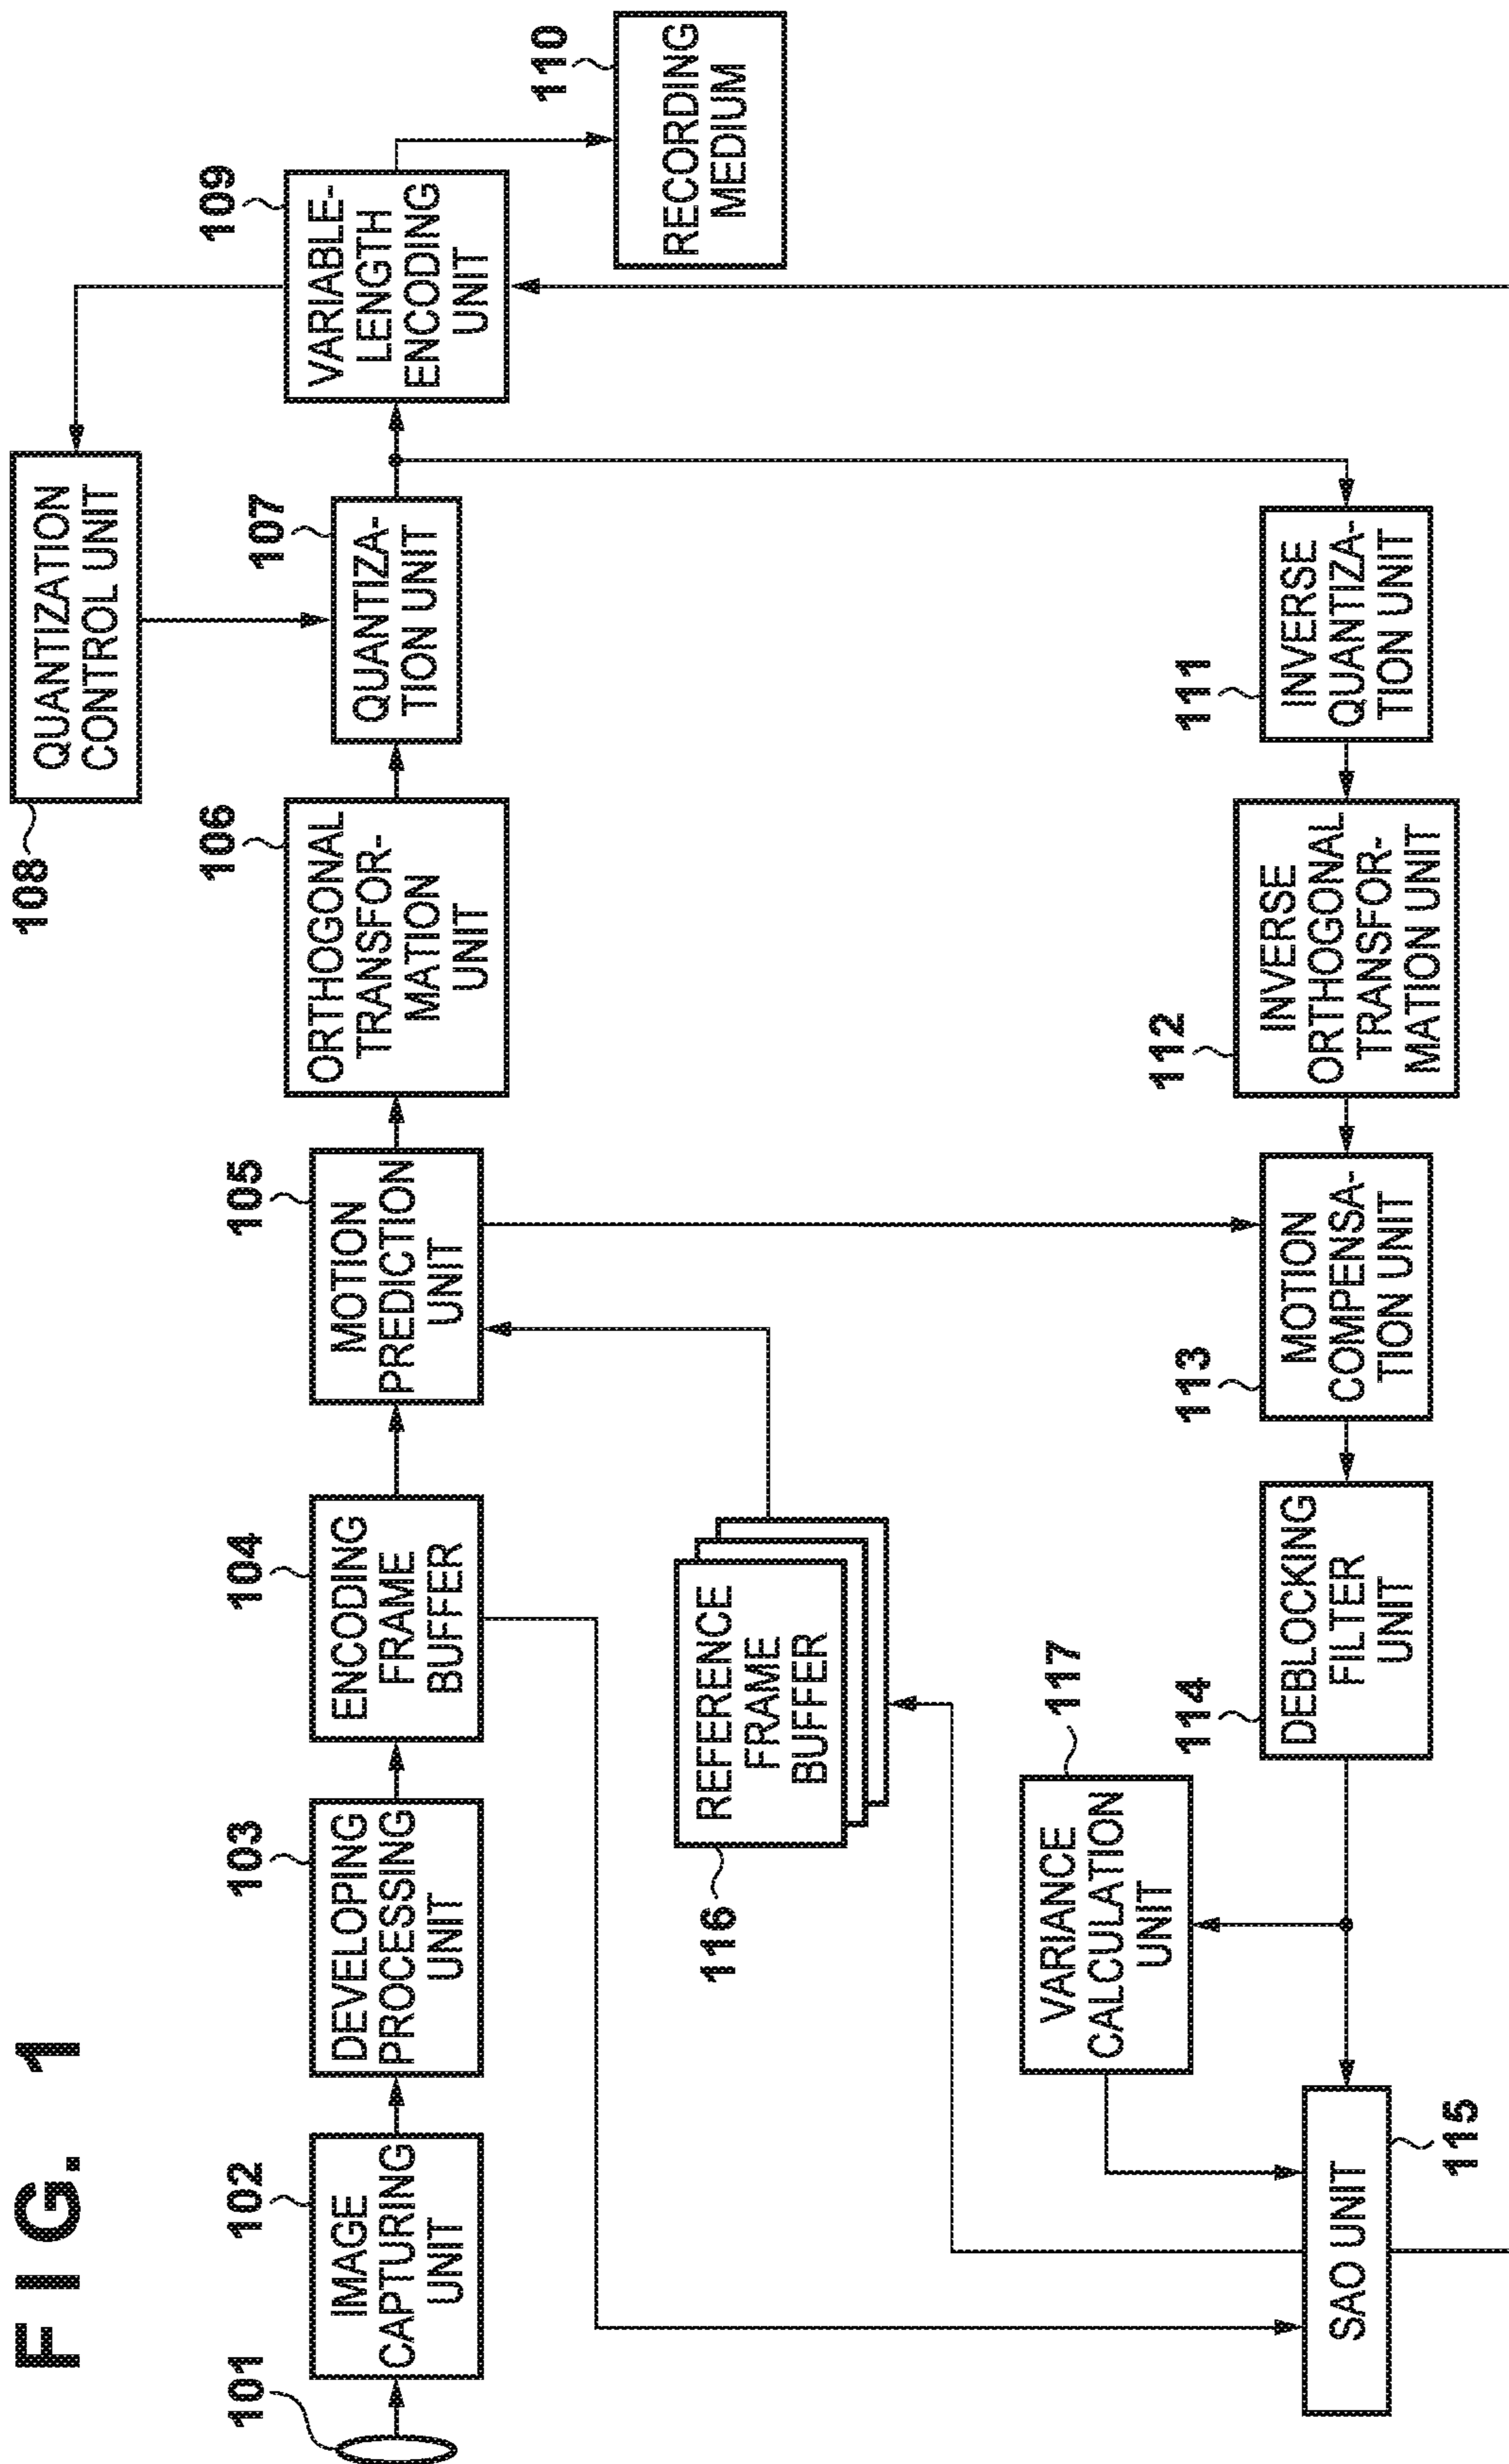 FIG. 1
108
QUANTIZATION
CONTROL UNIT
101
102
IMAGE
CAPTURING
UNIT
103
DEVELOPING
PROCESSING
UNIT
104
ENCODING
FRAME
BUFFER
105
MOTION
PREDICTION
UNIT
106
ORTHOGONAL
TRANSFOR-
MATION
UNIT
107
QUANTIZA-
TION UNIT
109
VARIABLE-
LENGTH
ENCODING
UNIT
110
RECORDING
MEDIUM
116
REFERENCE
FRAME
BUFFER
117
VARIANCE
CALCULATION
UNIT
115
SAO UNIT
114
DEBLOCKING
FILTER
UNIT
113
MOTION
COMPENSA-
TION UNIT
112
INVERSE
ORTHOGONAL
TRANSFOR-
MATION UNIT
111
INVERSE
QUANTIZA-
TION UNIT